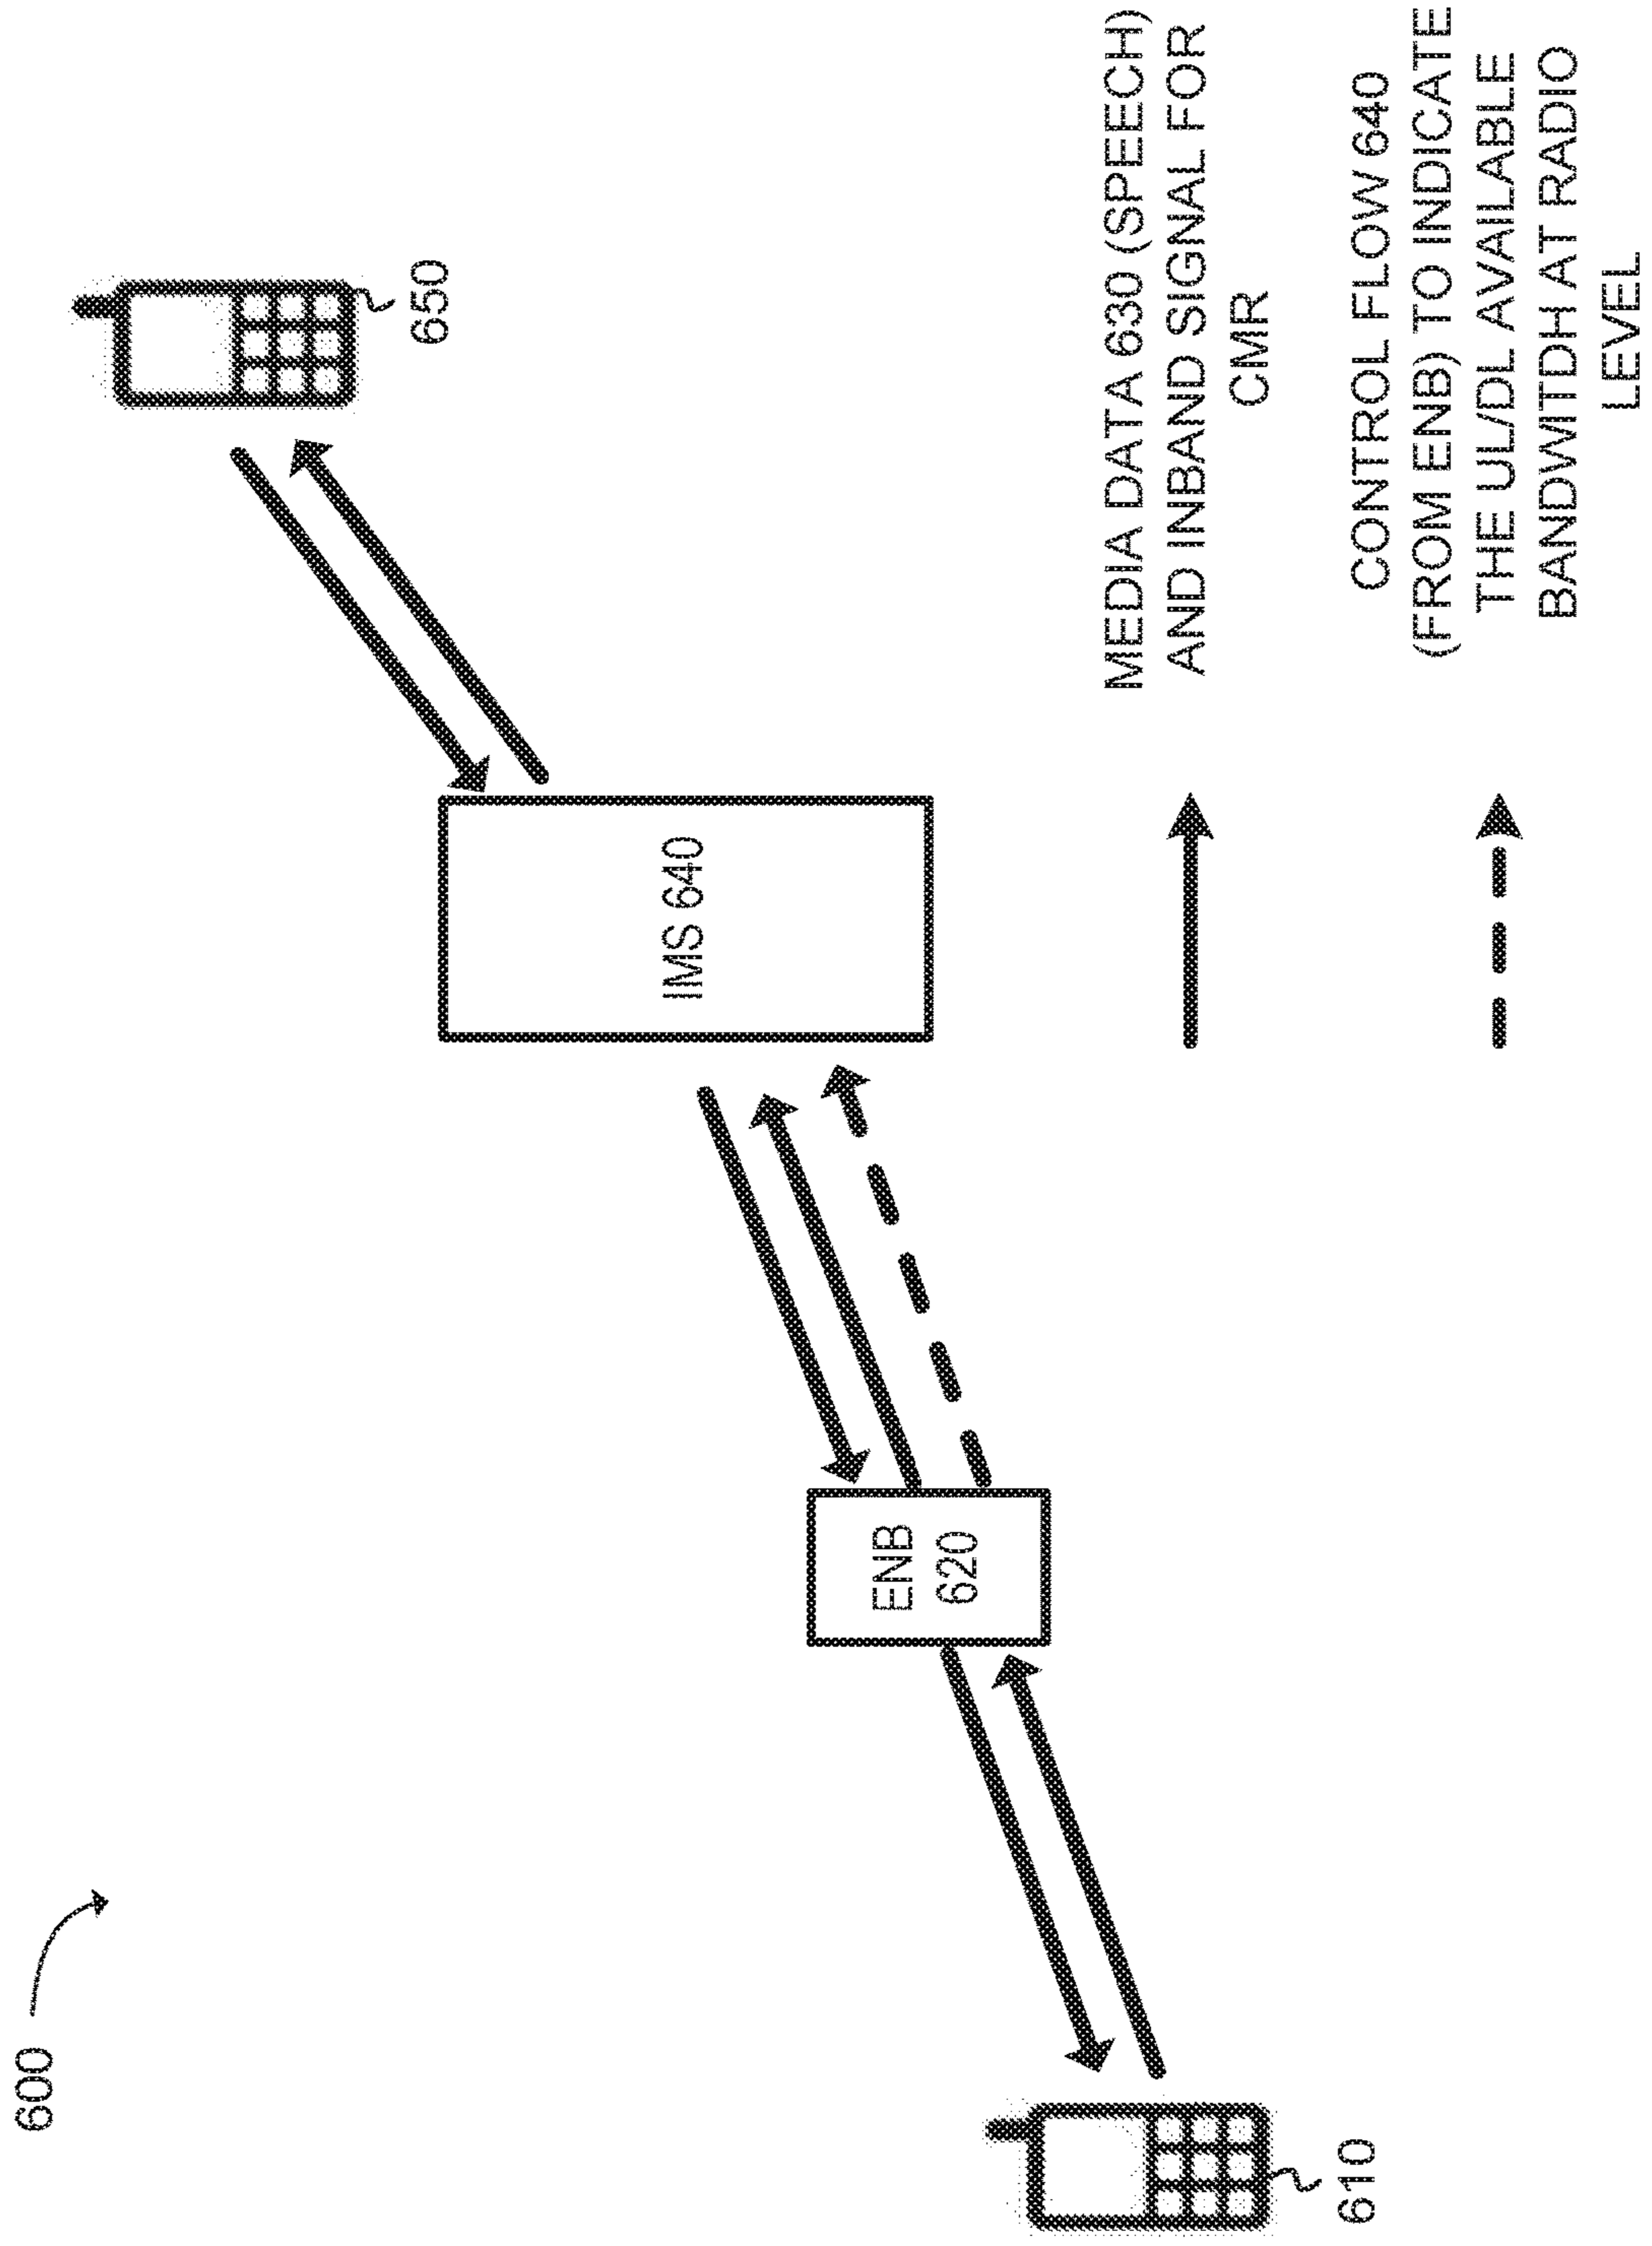 600
650
IMS 640
ENB
620
610
MEDIA DATA 630 (SPEECH)
AND INBAND SIGNAL FOR
CMR
CONTROL FLOW 640
(FROM ENB) TO INDICATE
THE UL/DL AVAILABLE
BANDWITDH AT RADIO
LEVEL